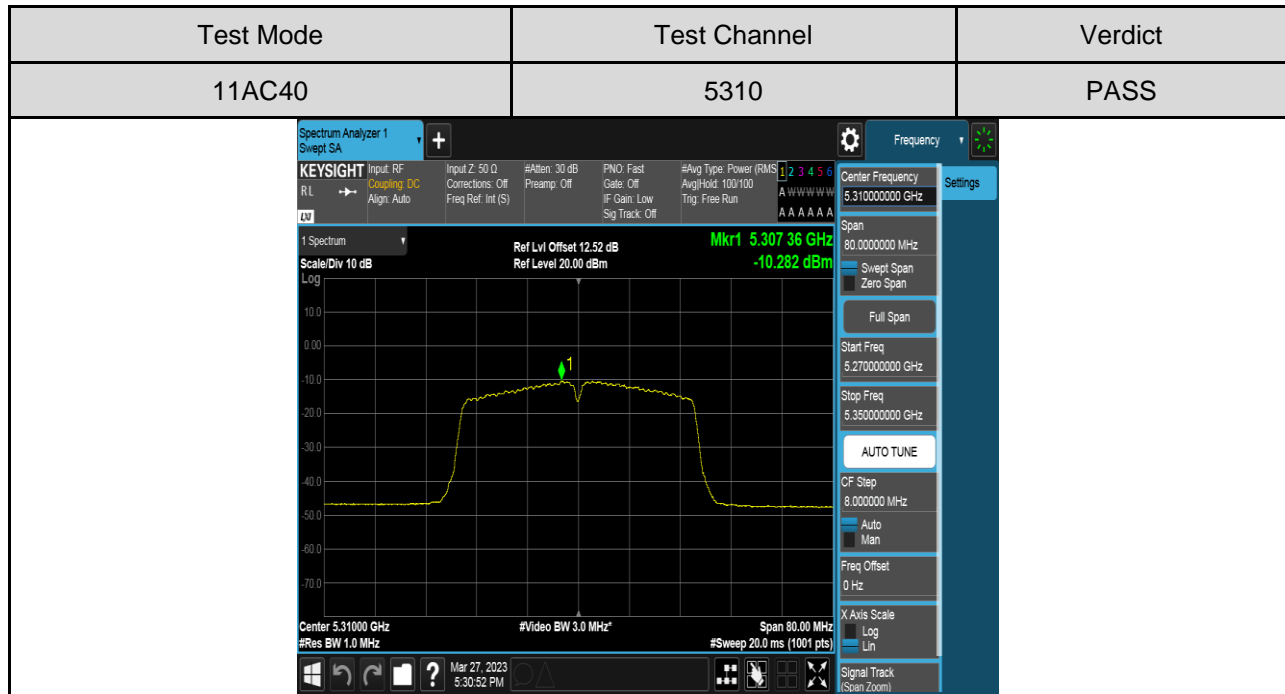 Test Mode Test Channel Verdict
11AC40 5310 PASS
Spectrum Analyzer 1
Swept SA
+
Frequency
KEYSIGHT
RL
LXI
Input: RF
Coupling: DC
Align: Auto
Input Z: 50 Ω
Corrections: Off
Freq Ref: Int (S)
#Atten: 30 dB
Preamp: Off
PNO: Fast
Gate: Off
IF Gain: Low
Sig Track: Off
#Avg Type: Power (RMS
Avg|Hold: 100/100
Trig: Free Run
1 2 3 4 5 6
A W W W W W
A A A A A A
1 Spectrum
Scale/Div 10 dB
Ref Lvl Offset 12.52 dB
Ref Level 20.00 dBm
Mkr1 5.307 36 GHz
-10.282 dBm
Log
10.0
0.00
-10.0
-20.0
-30.0
-40.0
-50.0
-60.0
-70.0
1
Center 5.31000 GHz
#Res BW 1.0 MHz
#Video BW 3.0 MHz*
Span 80.00 MHz
#Sweep 20.0 ms (1001 pts)
?
Mar 27, 2023
5:30:52 PM
Center Frequency
5.310000000 GHz
Span
80.0000000 MHz
Swept Span
Zero Span
Full Span
Start Freq
5.270000000 GHz
Stop Freq
5.350000000 GHz
AUTO TUNE
CF Step
8.000000 MHz
Auto
Man
Freq Offset
0 Hz
X Axis Scale
Log
Lin
Signal Track
(Span Zoom)
Settings